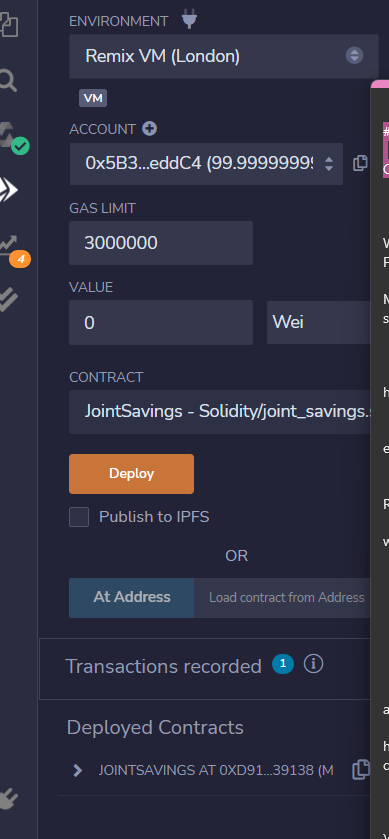 ENVIRONMENT
Remix VM (London)
VM
ACCOUNT
0x5B3...eddC4 (99.99999999
GAS LIMIT
3000000
4
VALUE
0
Wei
CONTRACT
JointSavings - Solidity/joint_savings.s
Deploy
Publish to IPFS
OR
At Address
Load contract from Address
Transactions recorded 1 i
Deployed Contracts
JOINTSAVINGS AT 0XD91...39138 (M